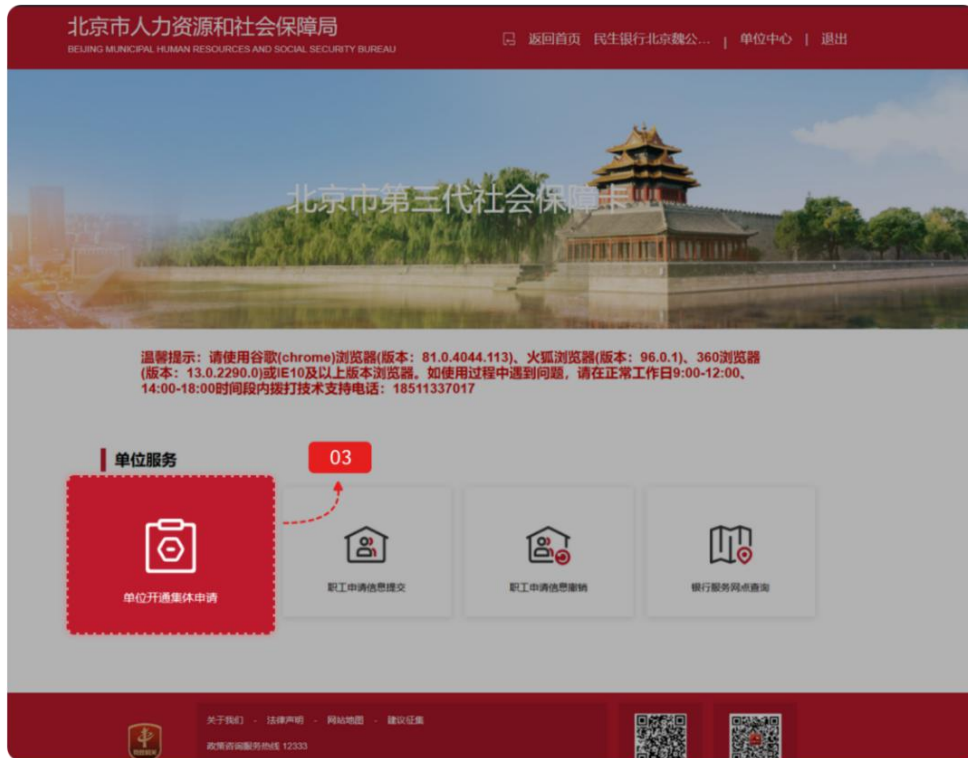 北京市人力资源和社会保障局
BEIJING MUNICIPAL HUMAN RESOURCES AND SOCIAL SECURITY BUREAU
返回首页 民生银行北京魏公... | 单位中心 | 退出
北京市第三代社会保障卡
温馨提示：请使用谷歌(chrome)浏览器(版本：81.0.4044.113)、火狐浏览器(版本：96.0.1)、360浏览器
(版本：13.0.2290.0)或IE10及以上版本浏览器。如使用过程中遇到问题，请在正常工作日9:00-12:00、
14:00-18:00时间段内拨打技术支持电话：18511337017
单位服务
03
单位开通集体申请
职工申请信息提交
职工申请信息撤销
银行服务网点查询
关于我们 - 法律声明 - 网站地图 - 建议征集
政策咨询服务热线 12333